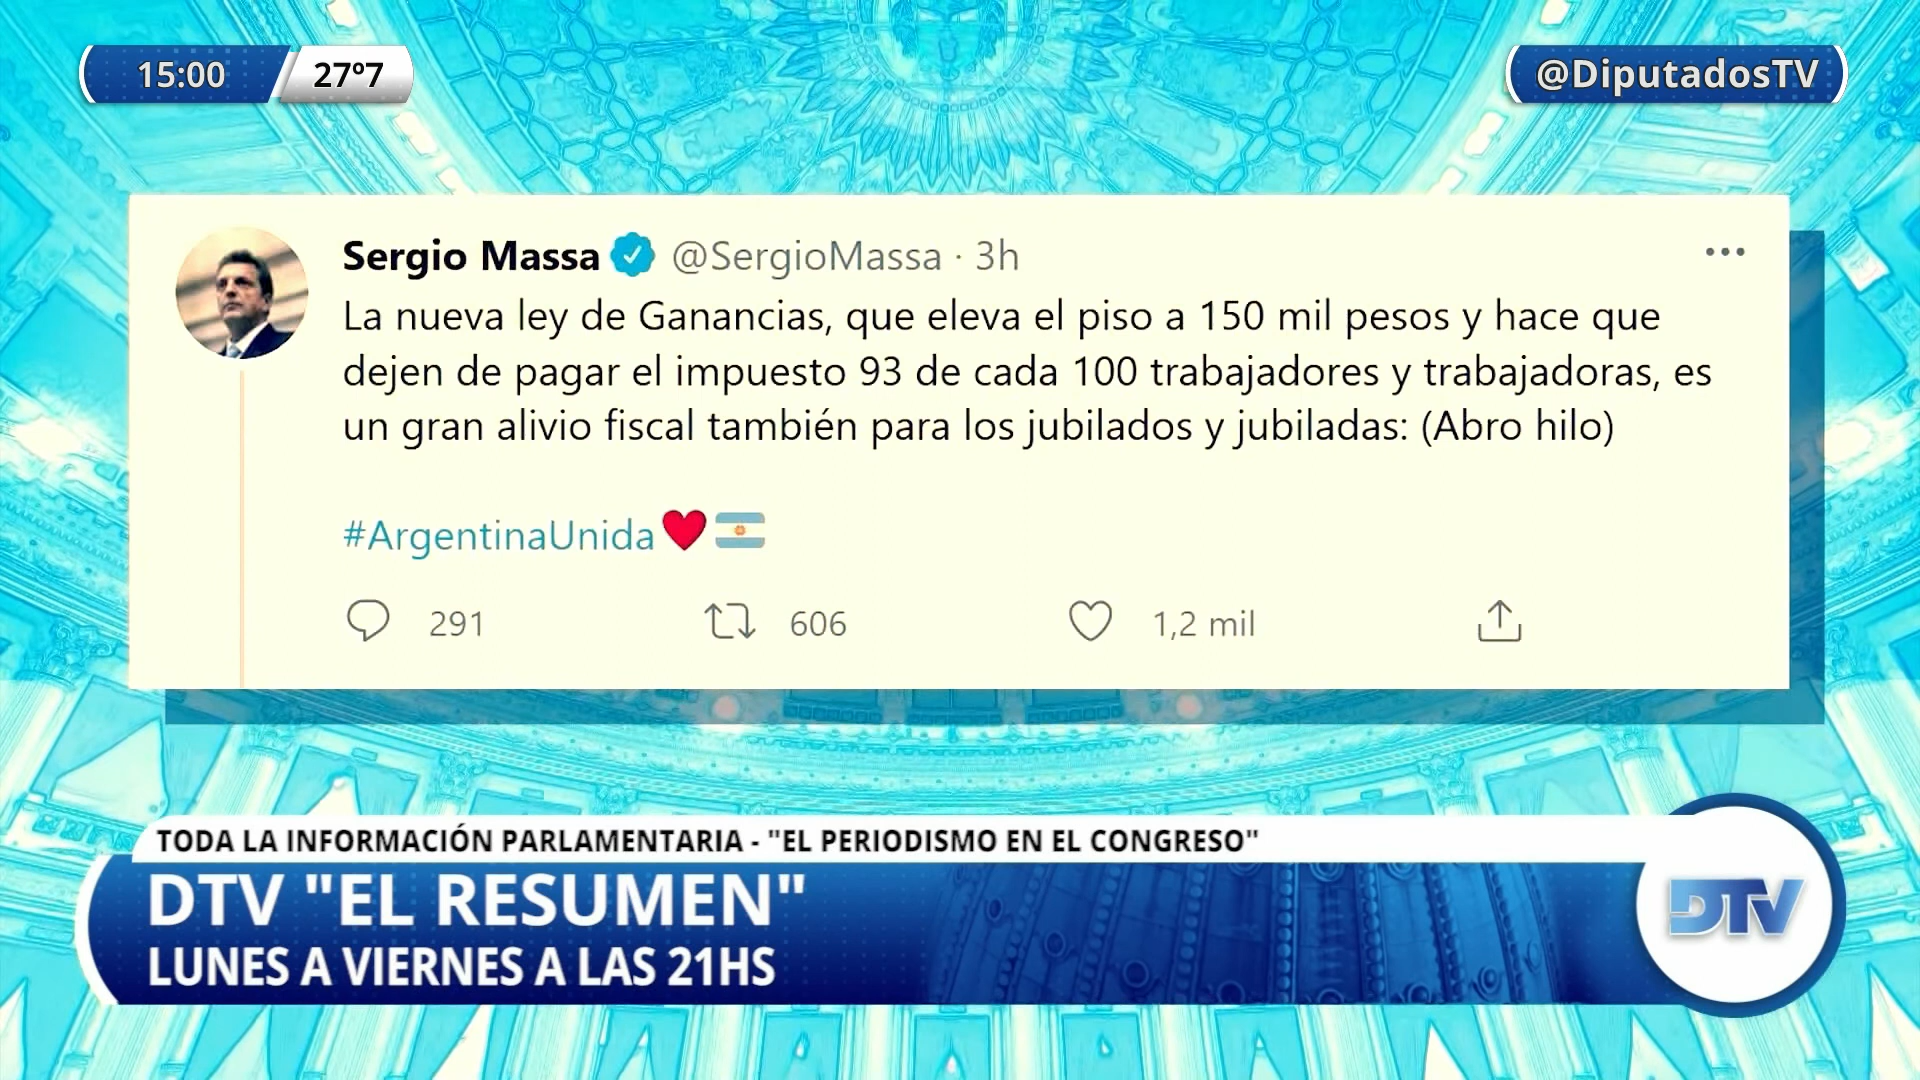 15:00
27º7
@DiputadosTV
Sergio Massa @SergioMassa · 3h
La nueva ley de Ganancias, que eleva el piso a 150 mil pesos y hace que
dejen de pagar el impuesto 93 de cada 100 trabajadores y trabajadoras, es
un gran alivio fiscal también para los jubilados y jubiladas: (Abro hilo)
#ArgentinaUnida❤️🇦🇷
291
606
1,2 mil
TODA LA INFORMACIÓN PARLAMENTARIA - "EL PERIODISMO EN EL CONGRESO"
DTV "EL RESUMEN"
LUNES A VIERNES A LAS 21HS
DTV